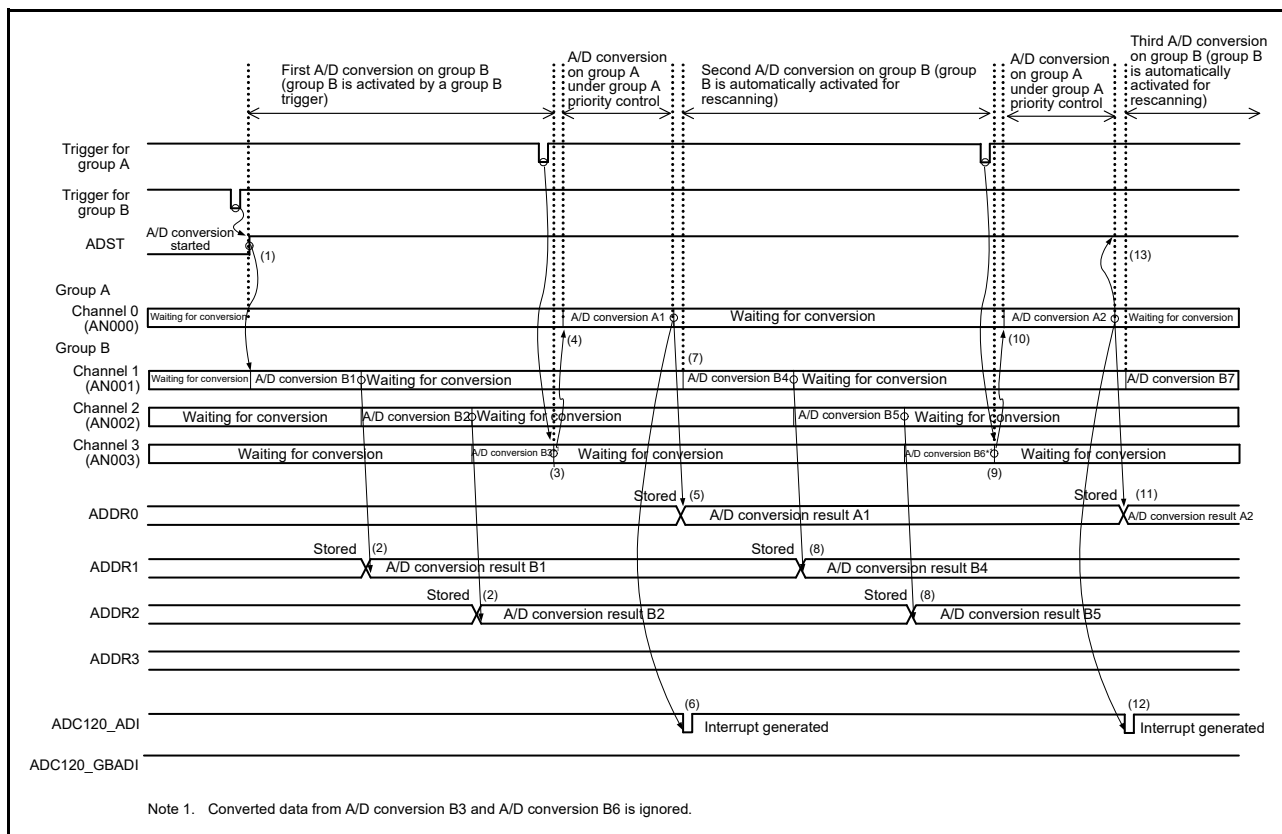 First A/D conversion on group B
(group B is activated by a group B
trigger)
A/D conversion
on group A
under group A
priority control
Second A/D conversion on group B (group
B is automatically activated for
rescanning)
A/D conversion
on group A
under group A
priority control
Third A/D conversion
on group B (group B
is automatically
activated for
rescanning)
Trigger for
group A
Trigger for
group B
ADST
A/D conversion
started
(1)
(13)
Group A
Channel 0
(AN000)
Waiting for conversion
A/D conversion A1
Waiting for conversion
A/D conversion A2
Waiting for conversion
(4)
(10)
Group B
(7)
Channel 1
(AN001)
Waiting for conversion
A/D conversion B1
Waiting for conversion
A/D conversion B4
Waiting for conversion
A/D conversion B7
Channel 2
(AN002)
Waiting for conversion
A/D conversion B2
Waiting for conversion
A/D conversion B5
Waiting for conversion
Channel 3
(AN003)
Waiting for conversion
A/D conversion B3
Waiting for conversion
A/D conversion B6*
Waiting for conversion
(3)
(9)
ADDR0
Stored
(5)
A/D conversion result A1
Stored
(11)
A/D conversion result A2
ADDR1
Stored
(2)
A/D conversion result B1
Stored
(8)
A/D conversion result B4
ADDR2
Stored
(2)
A/D conversion result B2
Stored
(8)
A/D conversion result B5
ADDR3
ADC120_ADI
(6)
Interrupt generated
(12)
Interrupt generated
ADC120_GBADI
Note 1. Converted data from A/D conversion B3 and A/D conversion B6 is ignored.